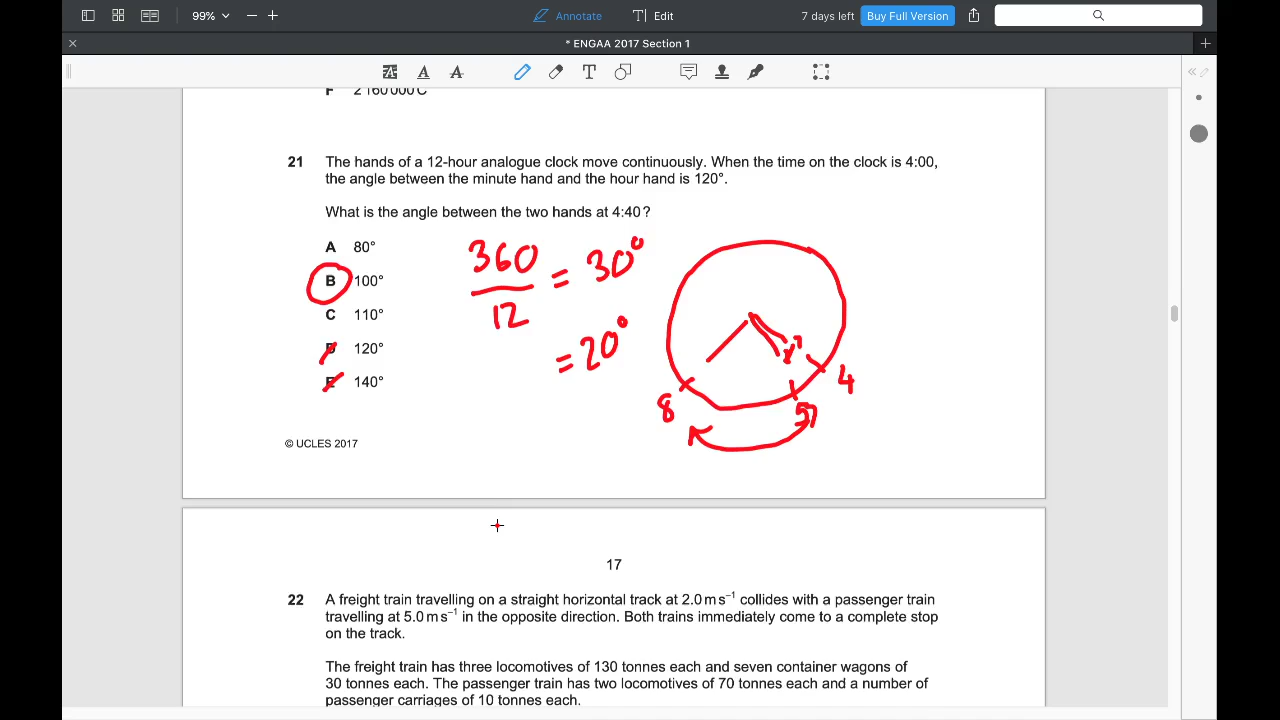 99%
Annotate
Edit
7 days left
Buy Full Version
* ENGAA 2017 Section 1
F 2 160 000 C
21 The hands of a 12-hour analogue clock move continuously. When the time on the clock is 4:00,
the angle between the minute hand and the hour hand is 120°.
What is the angle between the two hands at 4:40?
A 80°
B 100°
C 110°
D 120°
E 140°
360
12
= 30°
= 20°
8
5
4
© UCLES 2017
17
22 A freight train travelling on a straight horizontal track at 2.0 m s⁻¹ collides with a passenger train
travelling at 5.0 m s⁻¹ in the opposite direction. Both trains immediately come to a complete stop
on the track.
The freight train has three locomotives of 130 tonnes each and seven container wagons of
30 tonnes each. The passenger train has two locomotives of 70 tonnes each and a number of
passenger carriages of 10 tonnes each.